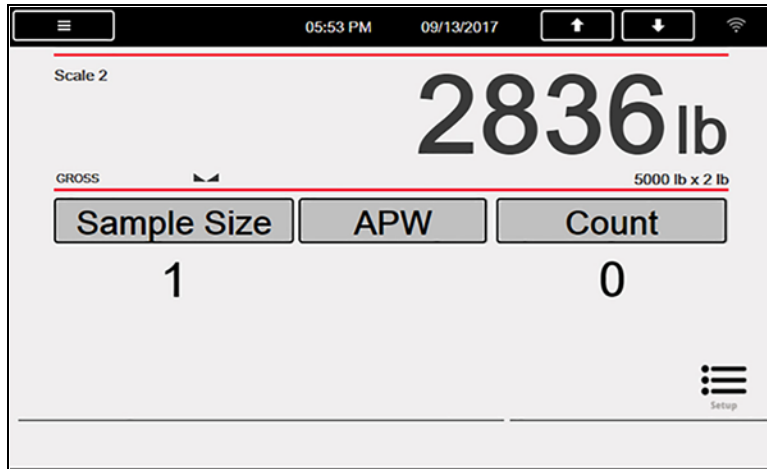 05:53 PM 09/13/2017
Scale 2
2836 lb
GROSS 5000 lb x 2 lb
Sample Size APW Count
1 0
Setup